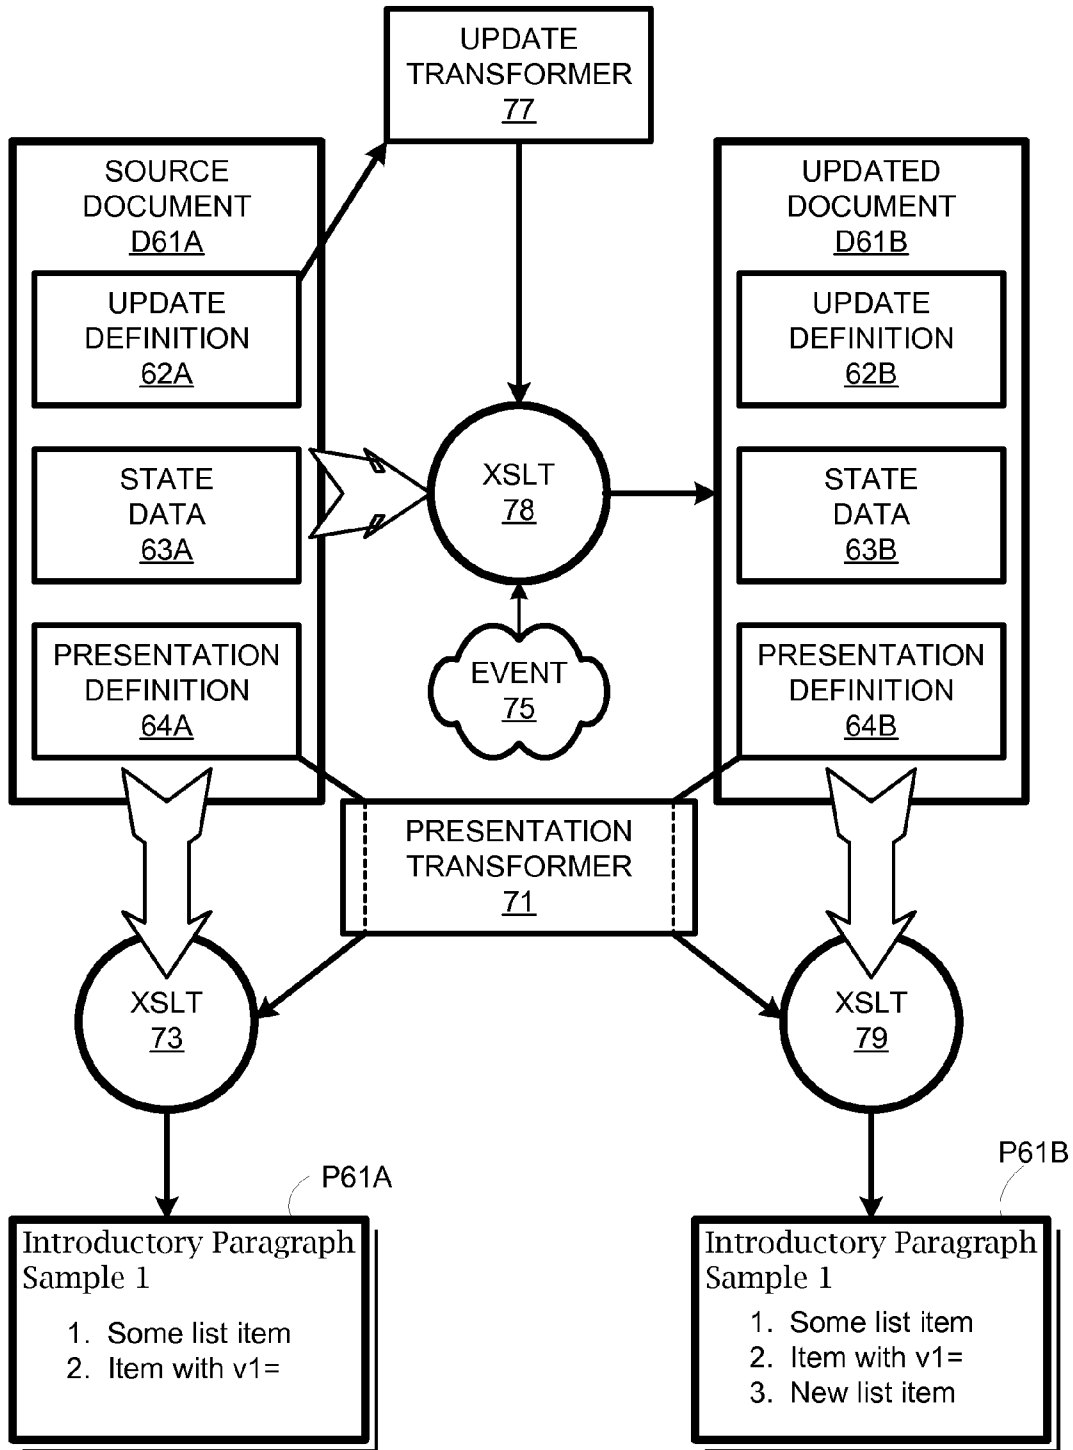 UPDATE
TRANSFORMER
77
SOURCE
DOCUMENT
D61A
UPDATE
DEFINITION
62A
STATE
DATA
63A
PRESENTATION
DEFINITION
64A
XSLT
78
EVENT
75
UPDATED
DOCUMENT
D61B
UPDATE
DEFINITION
62B
STATE
DATA
63B
PRESENTATION
DEFINITION
64B
PRESENTATION
TRANSFORMER
71
XSLT
73
XSLT
79
P61A
Introductory Paragraph
Sample 1
1. Some list item
2. Item with v1=
P61B
Introductory Paragraph
Sample 1
1. Some list item
2. Item with v1=
3. New list item